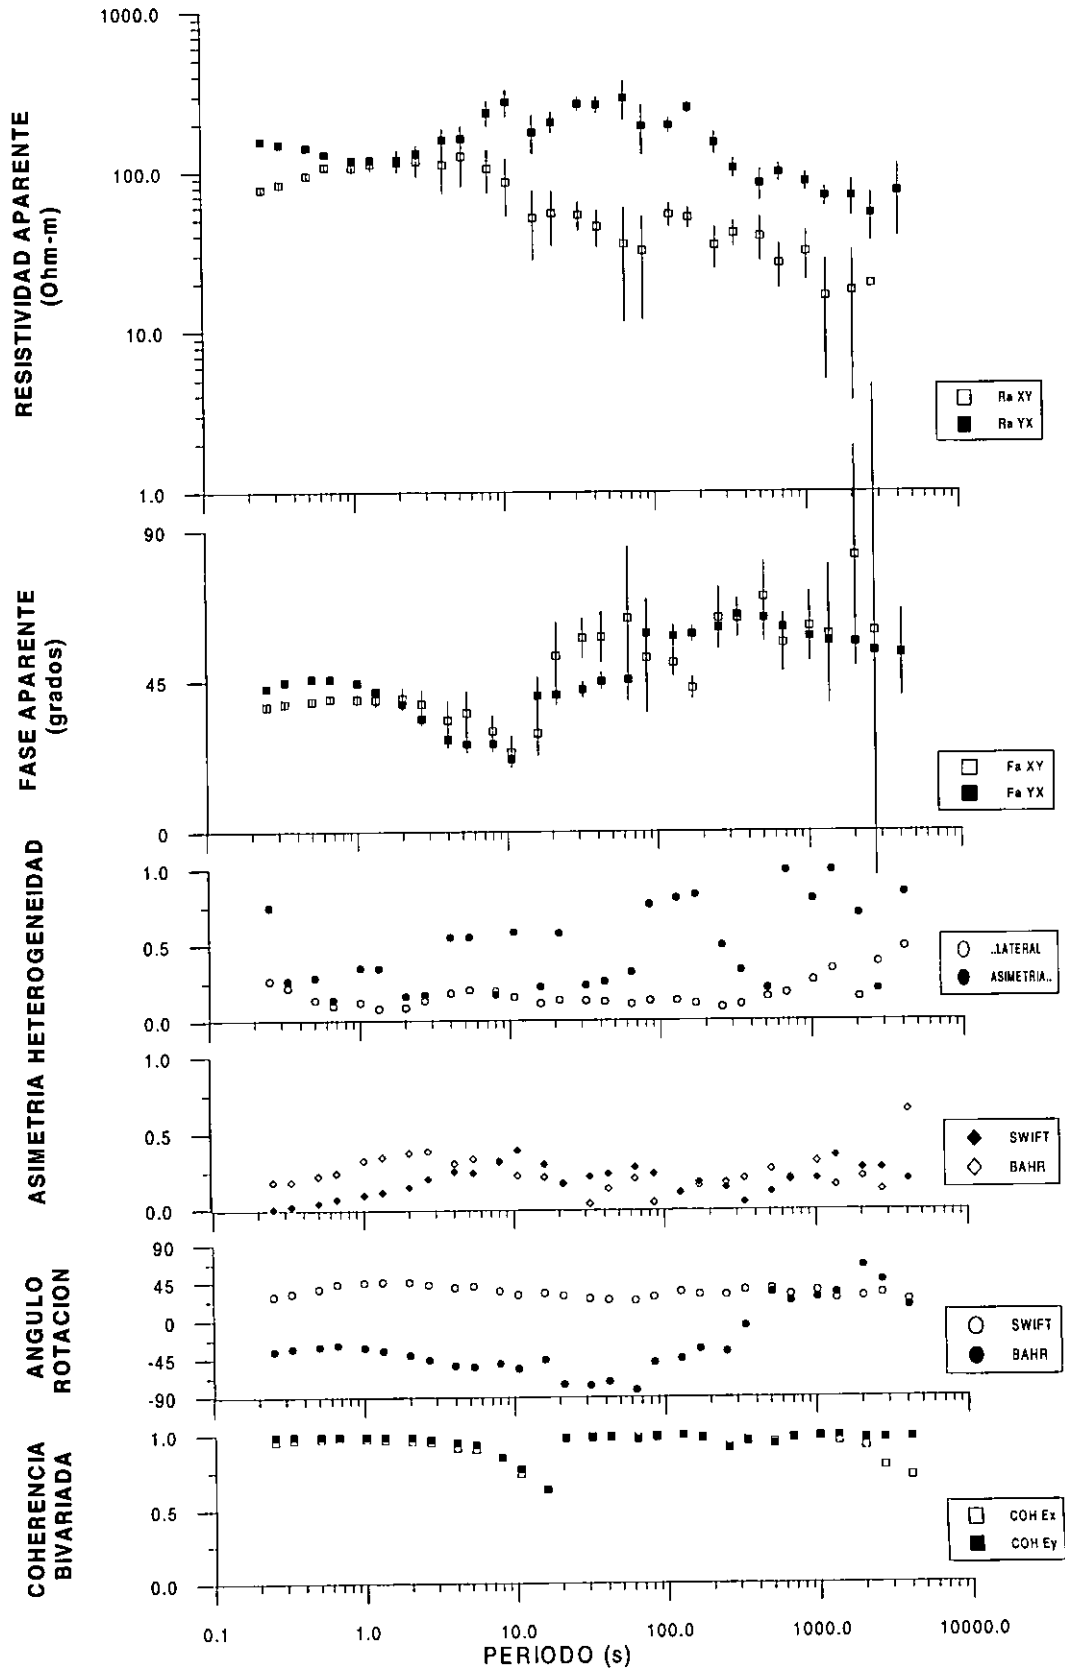 RESISTIVIDAD APARENTE
(Ohm-m)
1000.0
100.0
10.0
1.0
Ra XY
Ra YX
FASE APARENTE
(grados)
90
45
0
Fa XY
Fa YX
ASIMETRIA HETEROGENEIDAD
1.0
0.5
0.0
..LATERAL
ASIMETRIA..
1.0
0.5
0.0
SWIFT
BAHR
ANGULO
ROTACION
90
45
0
-45
-90
SWIFT
BAHR
COHERENCIA
BIVARIADA
1.0
0.5
0.0
COH Ex
COH Ey
0.1
1.0
10.0
100.0
1000.0
10000.0
PERIODO (s)